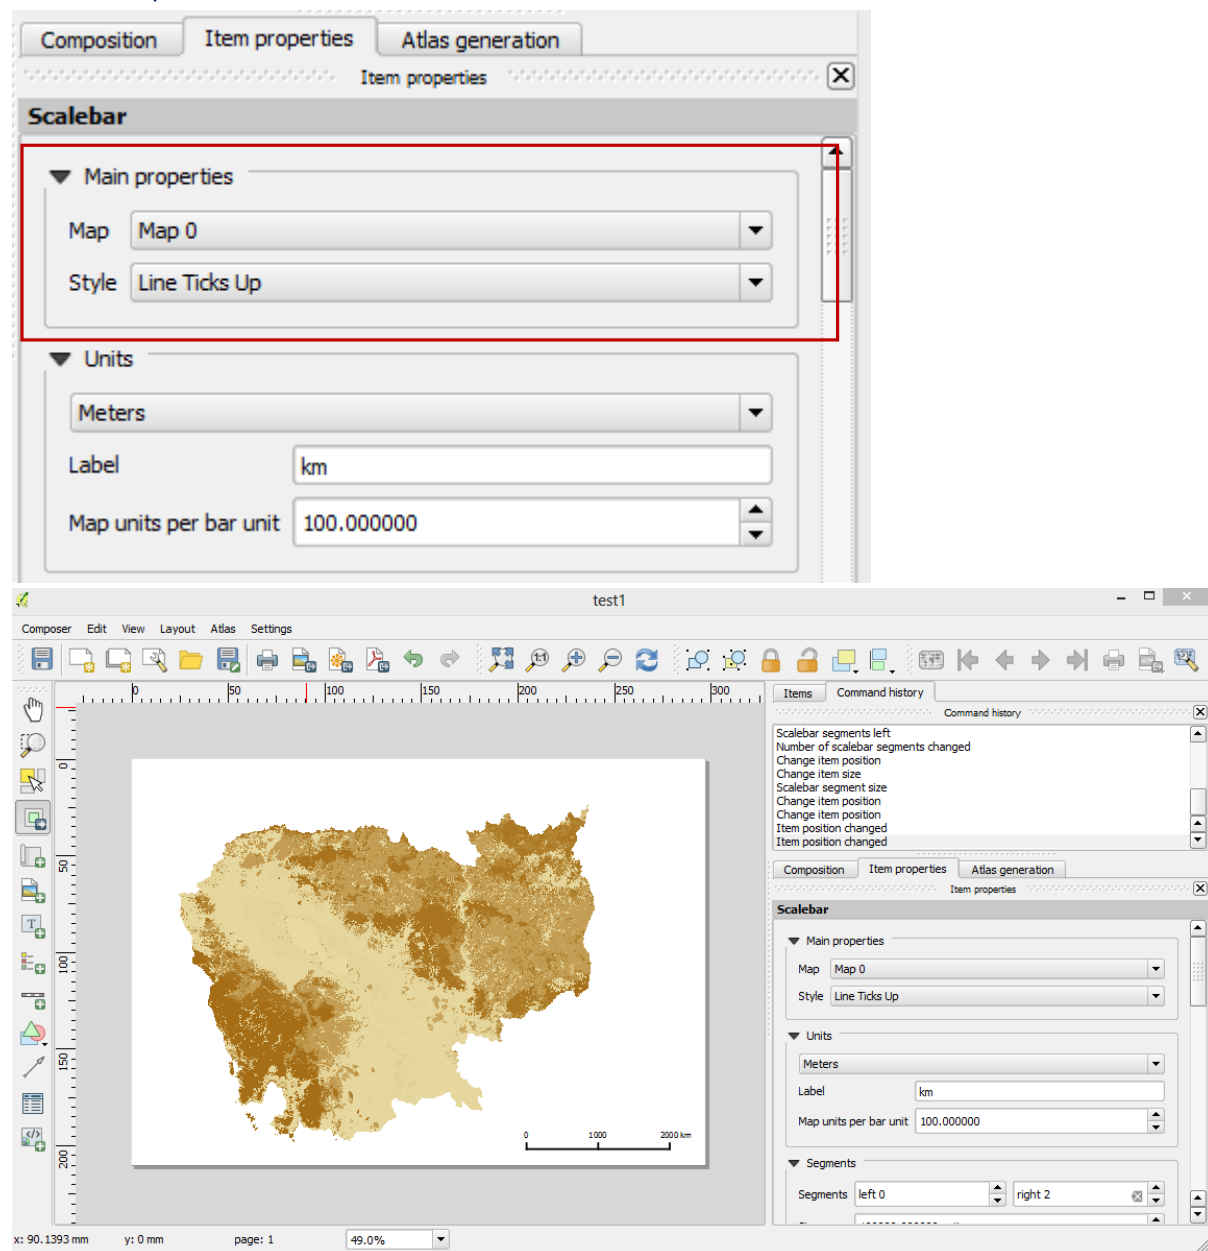 Composition Item properties Atlas generation
Item properties
Scalebar
Main properties
Map Map 0
Style Line Ticks Up
Units
Meters
Label km
Map units per bar unit 100.000000
test1
Composer Edit View Layout Atlas Settings
1:1
0 50 100 150 200 250 300
Items Command history
Command history
Scalebar segments left
Number of scalebar segments changed
Change item position
Change item size
Scalebar segment size
Change item position
Change item position
Item position changed
Item position changed
0
50
100
150
200
0 1000 2000 km
Composition Item properties Atlas generation
Item properties
Scalebar
Main properties
Map Map 0
Style Line Ticks Up
Units
Meters
Label km
Map units per bar unit 100.000000
Segments
Segments left 0 right 2
x: 90.1393 mm y: 0 mm page: 1 49.0%